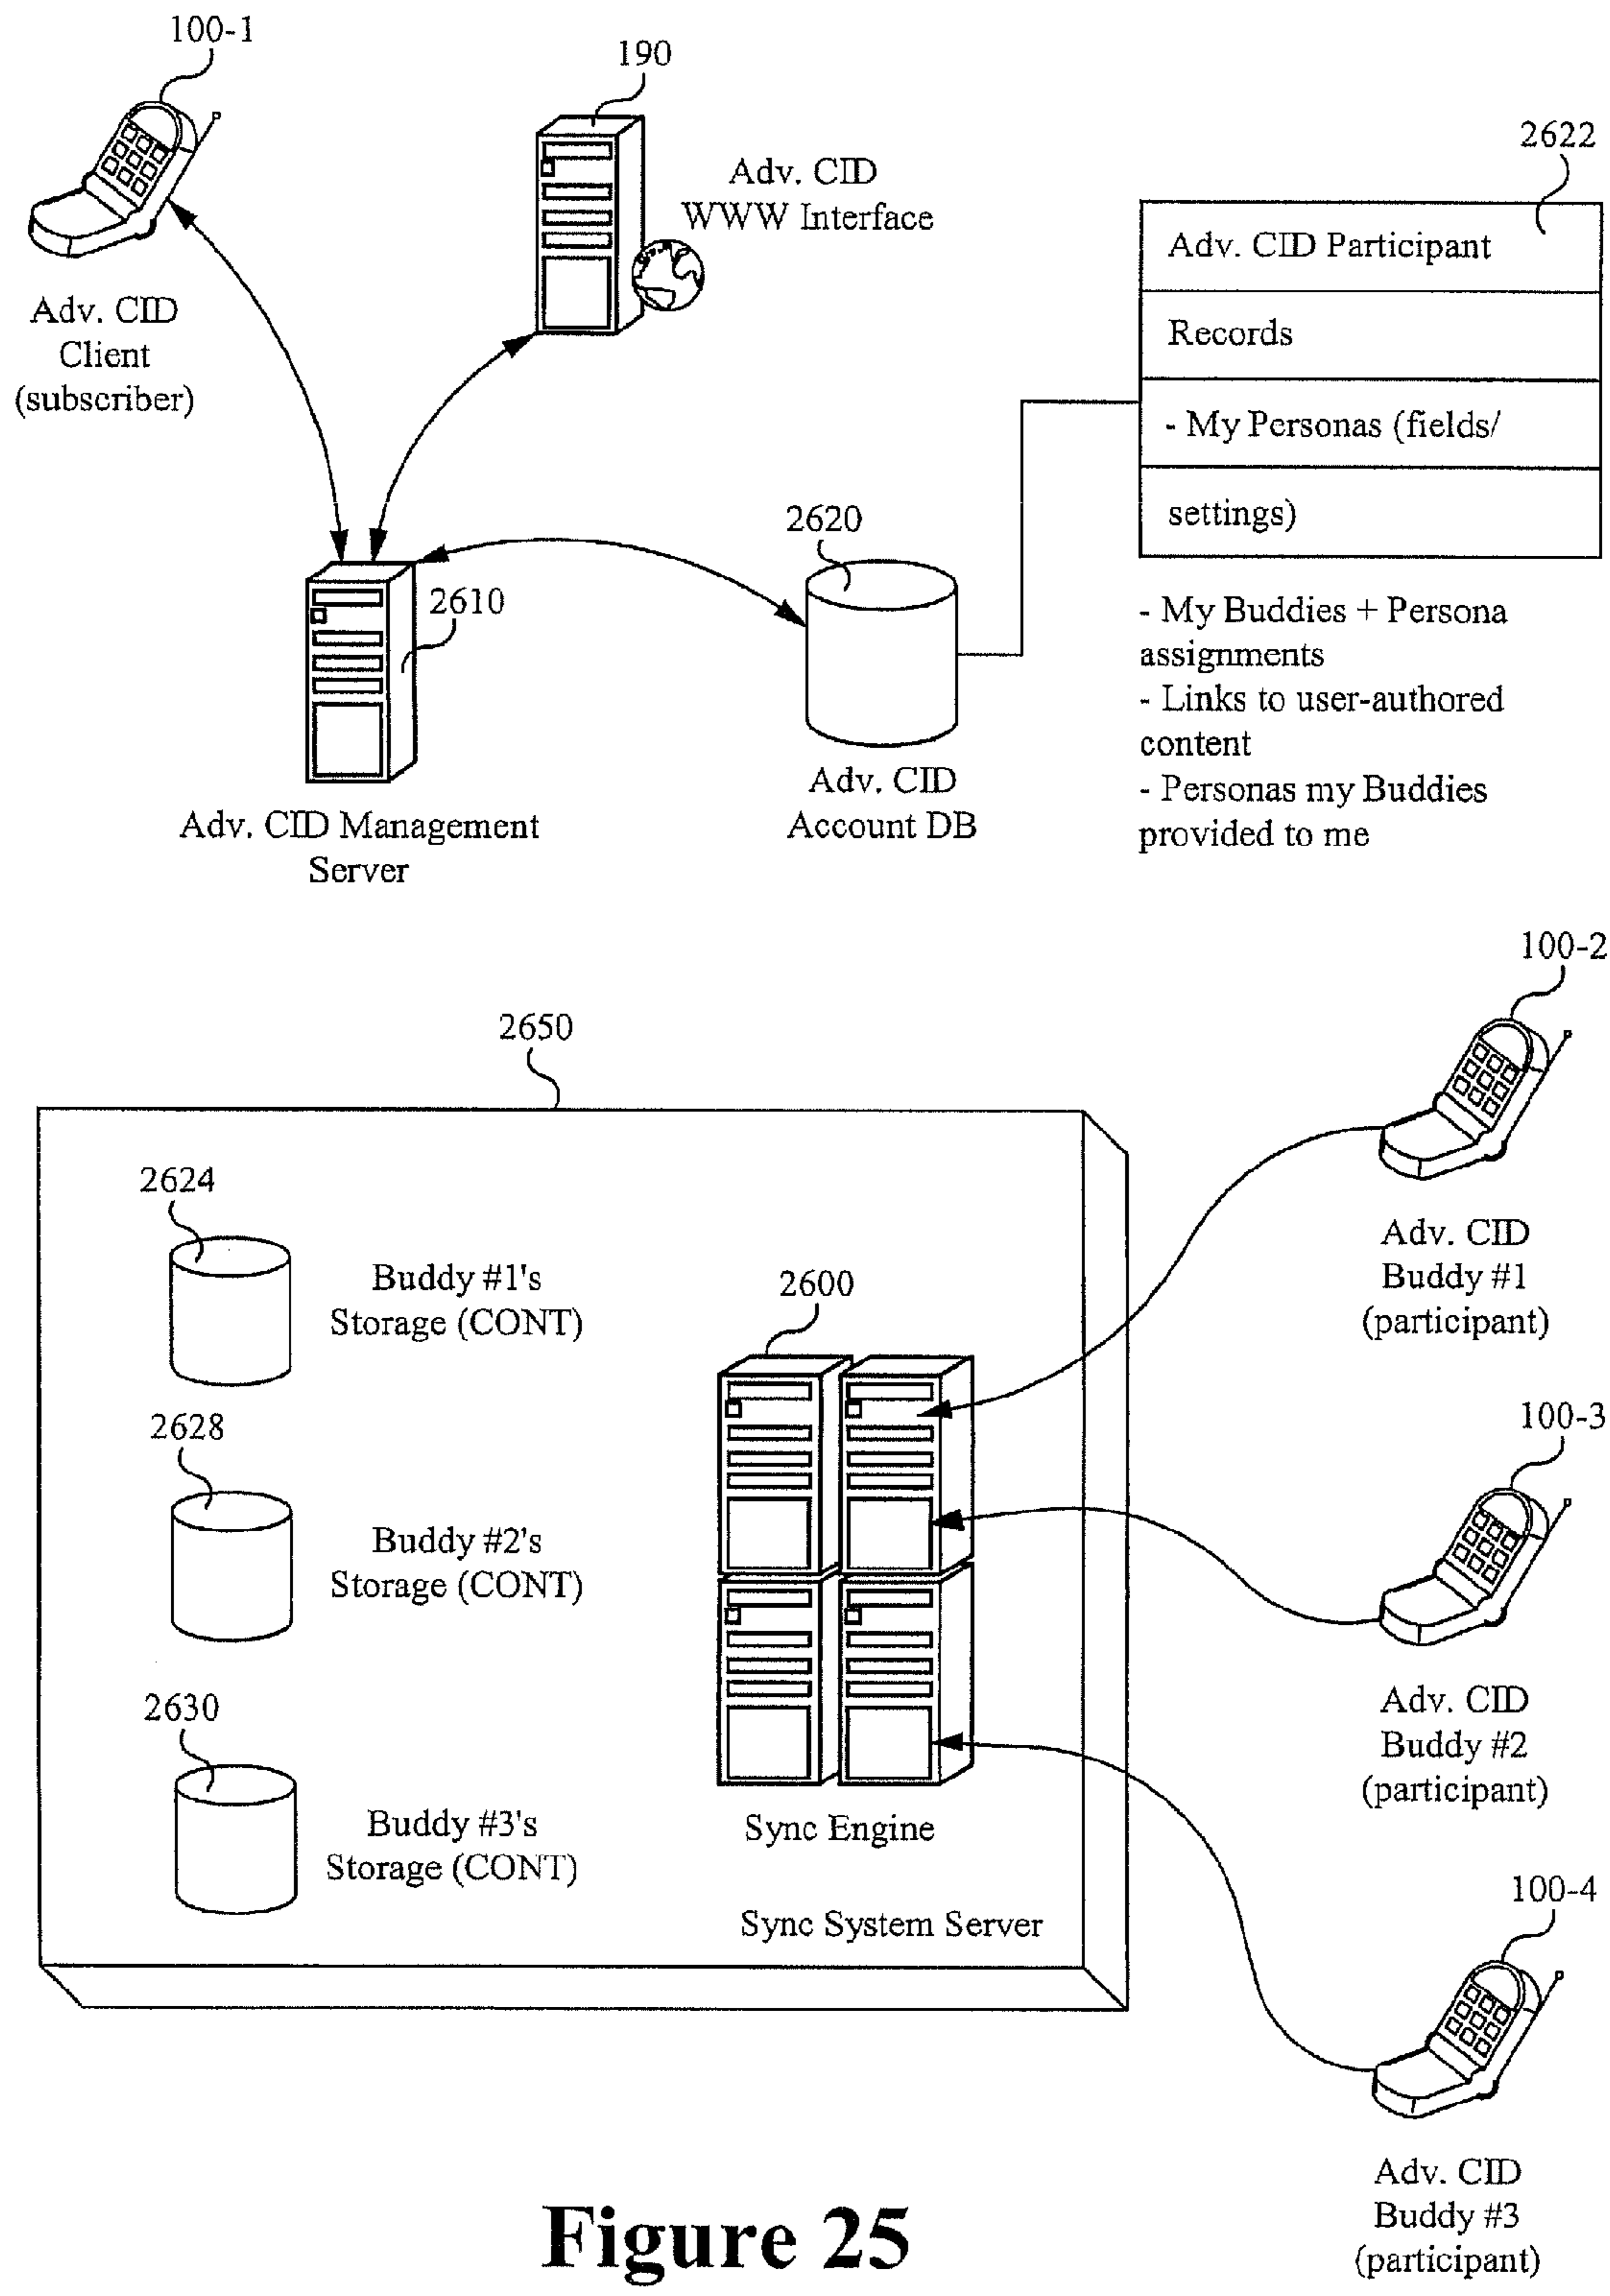 100-1
190
Adv. CID
WWW Interface
2622
Adv. CID Participant
Records
- My Personas (fields/
settings)
Adv. CID
Client
(subscriber)
2620
2610
- My Buddies + Persona
assignments
- Links to user-authored
content
- Personas my Buddies
provided to me
Adv. CID
Account DB
Adv. CID Management
Server
100-2
2650
2624
Buddy #1's
Storage (CONT)
Adv. CID
Buddy #1
(participant)
2600
100-3
2628
Buddy #2's
Storage (CONT)
Adv. CID
Buddy #2
(participant)
2630
Buddy #3's
Storage (CONT)
Sync Engine
Sync System Server
100-4
Adv. CID
Buddy #3
(participant)
Figure 25